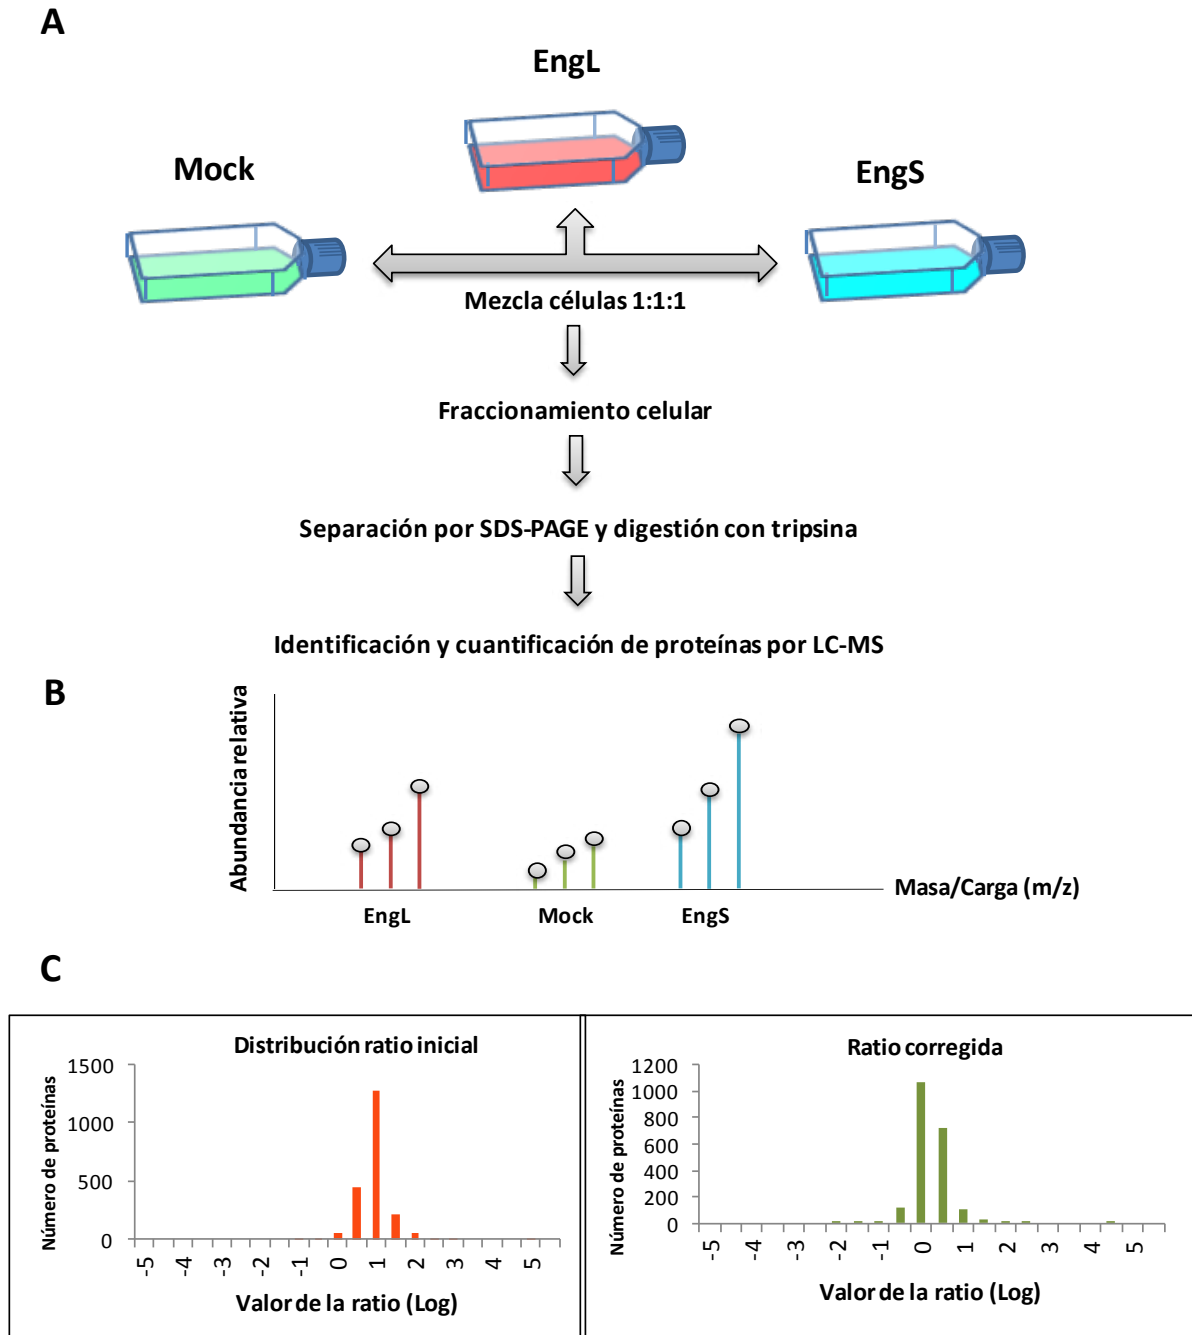 A
EngL
Mock
EngS
Mezcla células 1:1:1
Fraccionamiento celular
Separación por SDS-PAGE y digestión con tripsina
Identificación y cuantificación de proteínas por LC-MS
B
Abundancia relativa
Masa/Carga (m/z)
EngL
Mock
EngS
C
Distribución ratio inicial
Número de proteínas
1500
1000
500
0
-5 -4 -3 -2 -1 0 1 2 3 4 5
Valor de la ratio (Log)
Ratio corregida
Número de proteínas
1200
1000
800
600
400
200
0
-5 -4 -3 -2 -1 0 1 2 3 4 5
Valor de la ratio (Log)